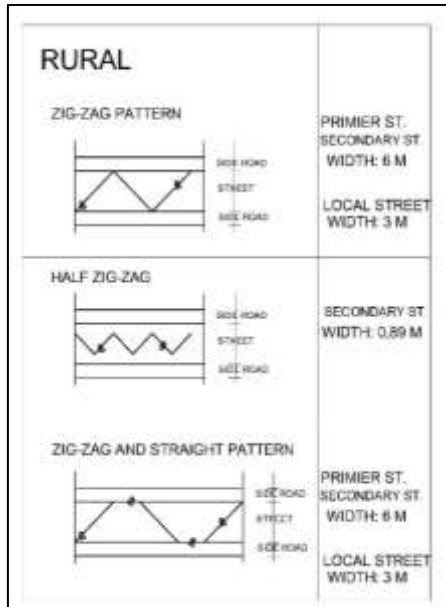 RURAL
ZIG-ZAG PATTERN
SIDE ROAD
STREET
SIDE ROAD
PRIMIER ST.
SECONDARY ST.
WIDTH: 6 M
LOCAL STREET
WIDTH: 3 M
HALF ZIG-ZAG
SIDE ROAD
STREET
SIDE ROAD
SECONDARY ST
WIDTH: 0,89 M
ZIG-ZAG AND STRAIGHT PATTERN
SIDE ROAD
STREET
SIDE ROAD
PRIMIER ST.
SECONDARY ST.
WIDTH: 6 M
LOCAL STREET
WIDTH: 3 M